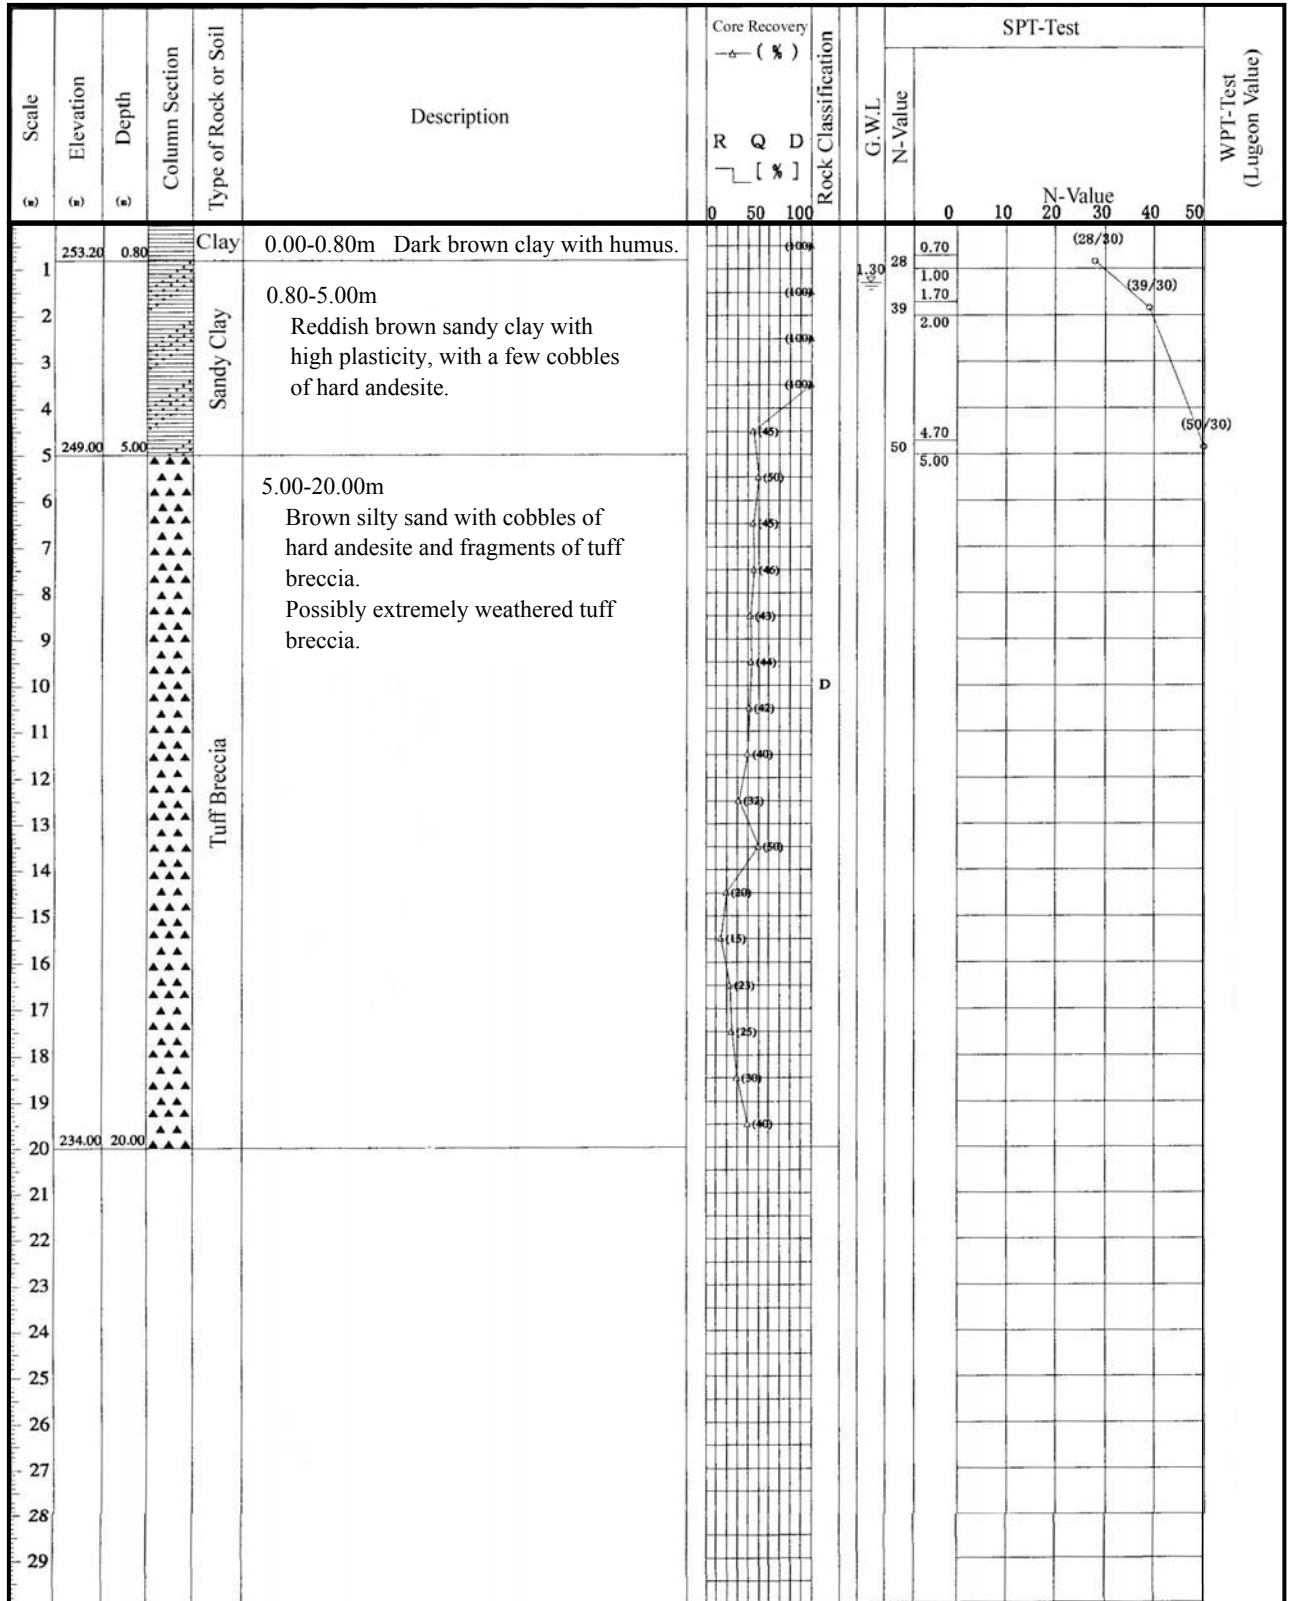 Scale
(m)
Elevation
(m)
Depth
(m)
Column Section
Type of Rock or Soil
Description
Core Recovery
( % )
R Q D
[ % ]
0 50 100
Rock Classification
G.W.L
N-Value
SPT-Test
N-Value
0 10 20 30 40 50
WPT-Test
(Lugeon Value)
253.20 0.80
Clay
0.00-0.80m Dark brown clay with humus.
0.80-5.00m
Reddish brown sandy clay with
high plasticity, with a few cobbles
of hard andesite.
Sandy Clay
249.00 5.00
5.00-20.00m
Brown silty sand with cobbles of
hard andesite and fragments of tuff
breccia.
Possibly extremely weathered tuff
breccia.
Tuff Breccia
234.00 20.00
1
2
3
4
5
6
7
8
9
10
11
12
13
14
15
16
17
18
19
20
21
22
23
24
25
26
27
28
29
(100)
(100)
(100)
(100)
(45)
(50)
(45)
(46)
(43)
(44)
(42)
(40)
(32)
(50)
(20)
(15)
(23)
(25)
(30)
(40)
D
1.30
28
0.70
1.00
(28/30)
39
1.70
2.00
(39/30)
50
4.70
5.00
(50/30)